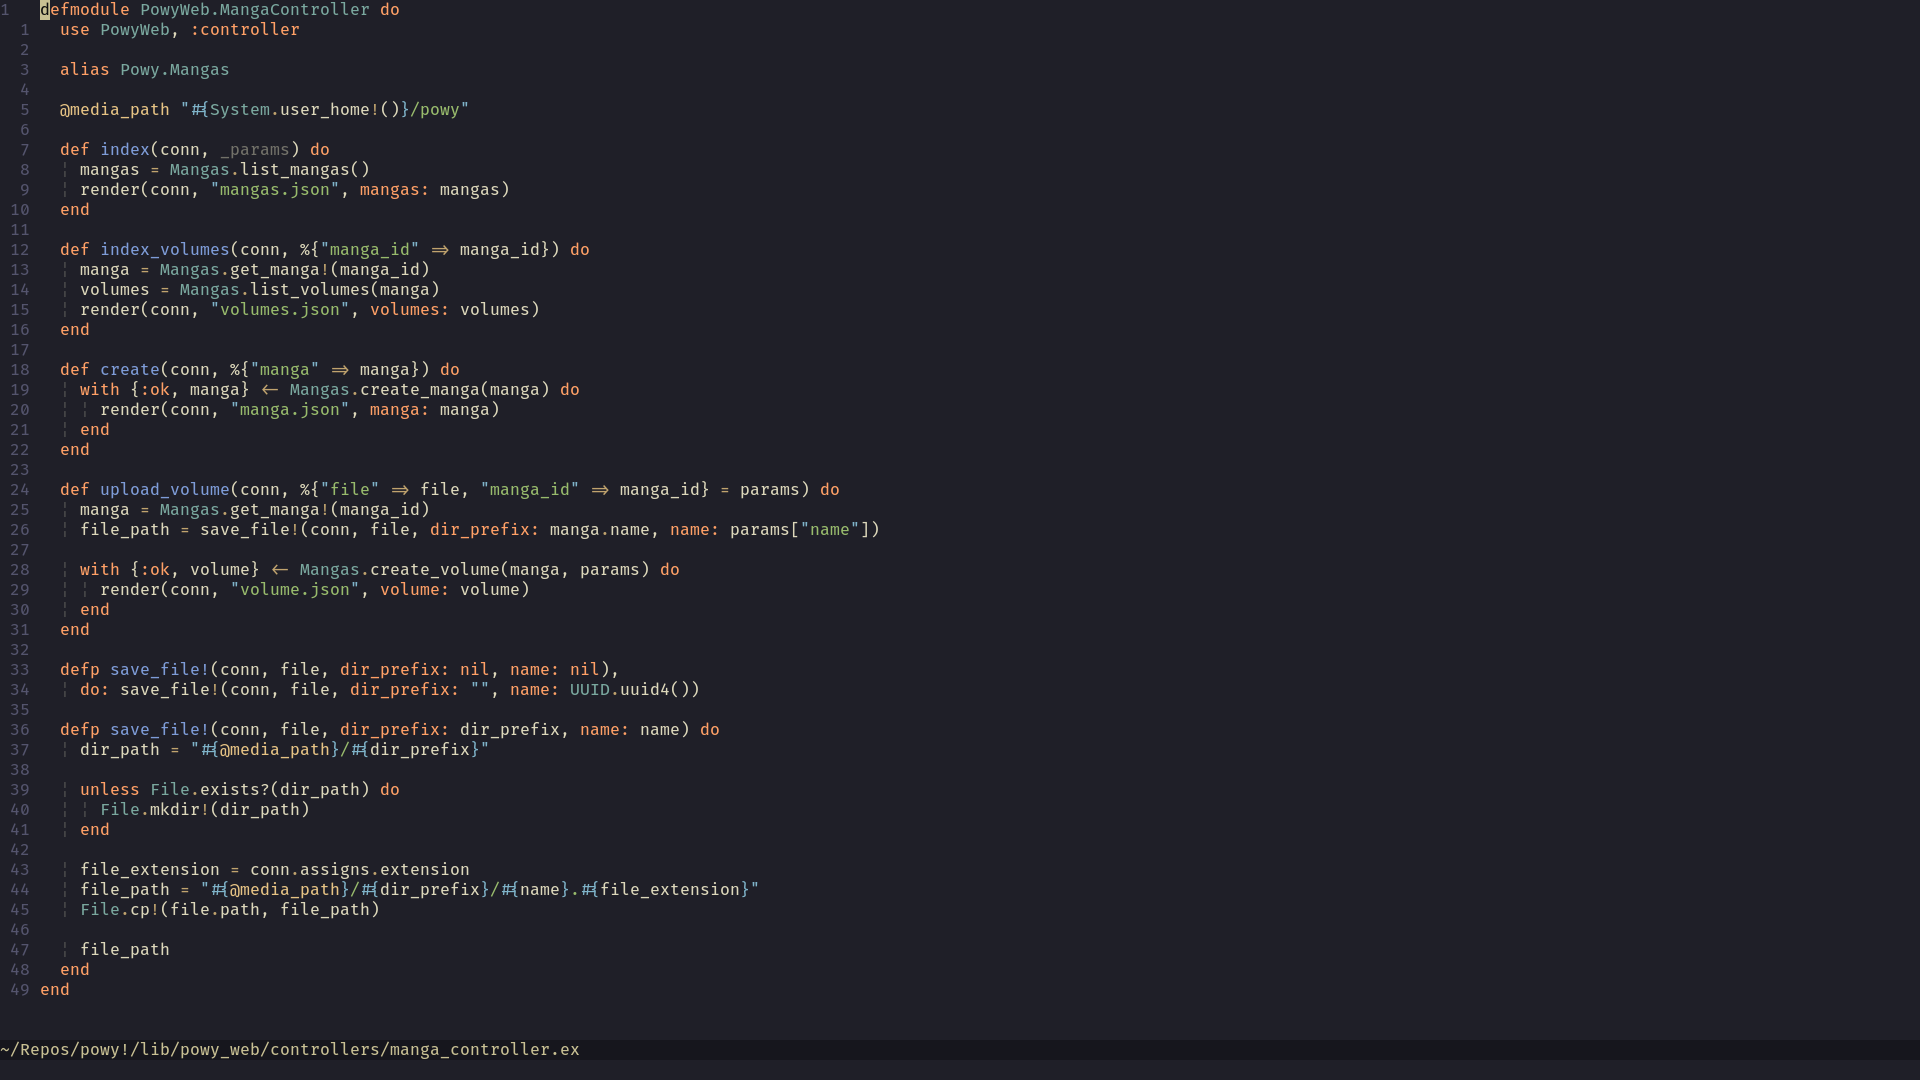 1   defmodule PowyWeb.MangaController do
  1   use PowyWeb, :controller
  2
  3   alias Powy.Mangas
  4
  5   @media_path "#{System.user_home!()}/powy"
  6
  7   def index(conn, _params) do
  8   ¦ mangas = Mangas.list_mangas()
  9   ¦ render(conn, "mangas.json", mangas: mangas)
 10   end
 11
 12   def index_volumes(conn, %{"manga_id" => manga_id}) do
 13   ¦ manga = Mangas.get_manga!(manga_id)
 14   ¦ volumes = Mangas.list_volumes(manga)
 15   ¦ render(conn, "volumes.json", volumes: volumes)
 16   end
 17
 18   def create(conn, %{"manga" => manga}) do
 19   ¦ with {:ok, manga} <- Mangas.create_manga(manga) do
 20   ¦ ¦ render(conn, "manga.json", manga: manga)
 21   ¦ end
 22   end
 23
 24   def upload_volume(conn, %{"file" => file, "manga_id" => manga_id} = params) do
 25   ¦ manga = Mangas.get_manga!(manga_id)
 26   ¦ file_path = save_file!(conn, file, dir_prefix: manga.name, name: params["name"])
 27
 28   ¦ with {:ok, volume} <- Mangas.create_volume(manga, params) do
 29   ¦ ¦ render(conn, "volume.json", volume: volume)
 30   ¦ end
 31   end
 32
 33   defp save_file!(conn, file, dir_prefix: nil, name: nil),
 34   ¦ do: save_file!(conn, file, dir_prefix: "", name: UUID.uuid4())
 35
 36   defp save_file!(conn, file, dir_prefix: dir_prefix, name: name) do
 37   ¦ dir_path = "#{@media_path}/#{dir_prefix}"
 38
 39   ¦ unless File.exists?(dir_path) do
 40   ¦ ¦ File.mkdir!(dir_path)
 41   ¦ end
 42
 43   ¦ file_extension = conn.assigns.extension
 44   ¦ file_path = "#{@media_path}/#{dir_prefix}/#{name}.#{file_extension}"
 45   ¦ File.cp!(file.path, file_path)
 46
 47   ¦ file_path
 48   end
 49 end
~/Repos/powy!/lib/powy_web/controllers/manga_controller.ex